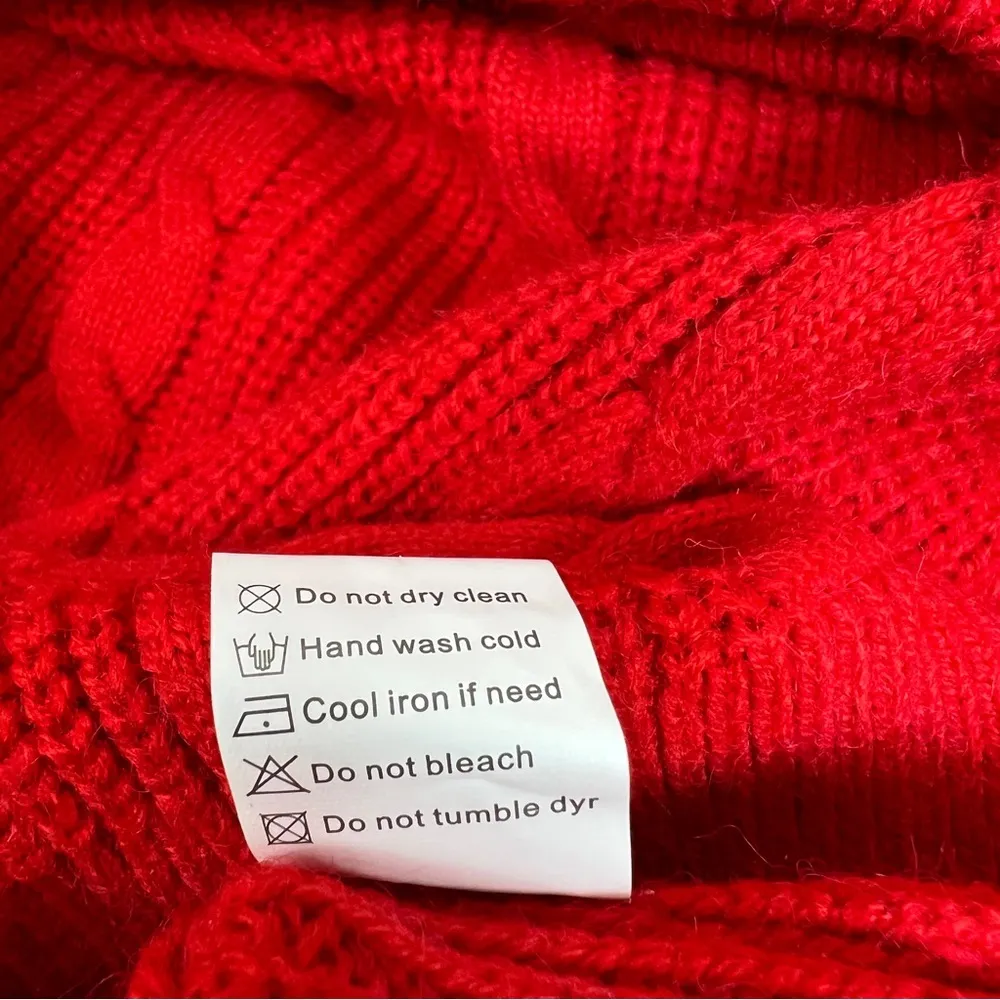 Do not dry clean
Hand wash cold
Cool iron if need
Do not bleach
Do not tumble dyr